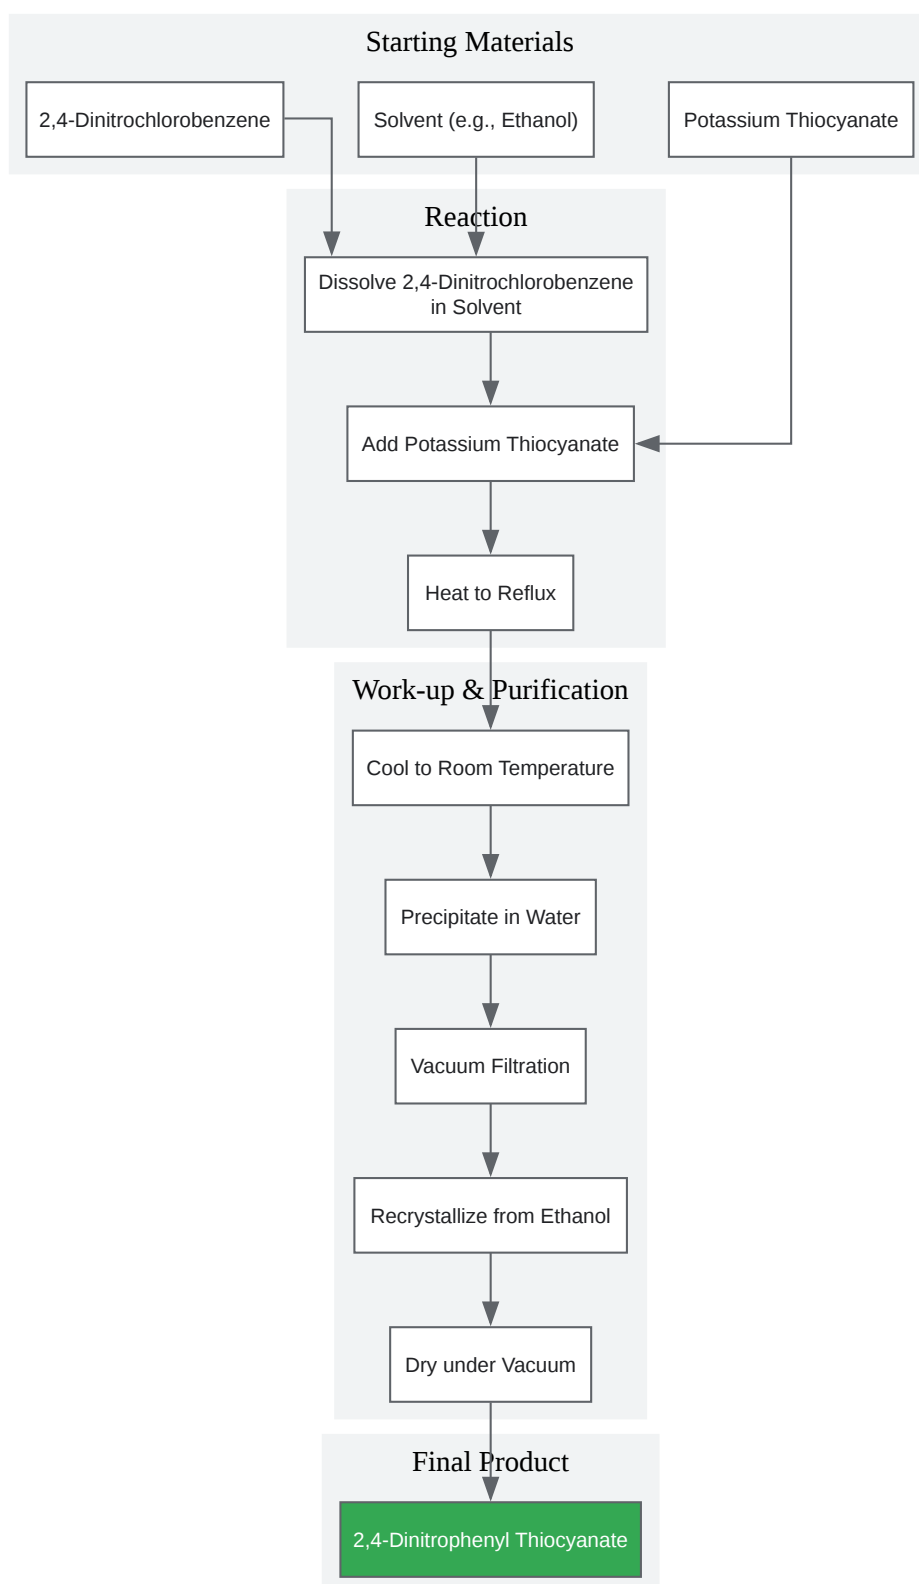 Starting Materials
2,4-Dinitrochlorobenzene
Solvent (e.g., Ethanol)
Potassium Thiocyanate
Reaction
Dissolve 2,4-Dinitrochlorobenzene
in Solvent
Add Potassium Thiocyanate
Heat to Reflux
Work-up & Purification
Cool to Room Temperature
Precipitate in Water
Vacuum Filtration
Recrystallize from Ethanol
Dry under Vacuum
Final Product
2,4-Dinitrophenyl Thiocyanate